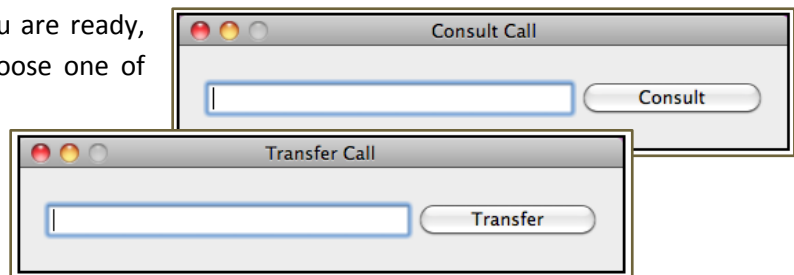 u are ready,
oose one of
Consult Call
Consult
Transfer Call
Transfer